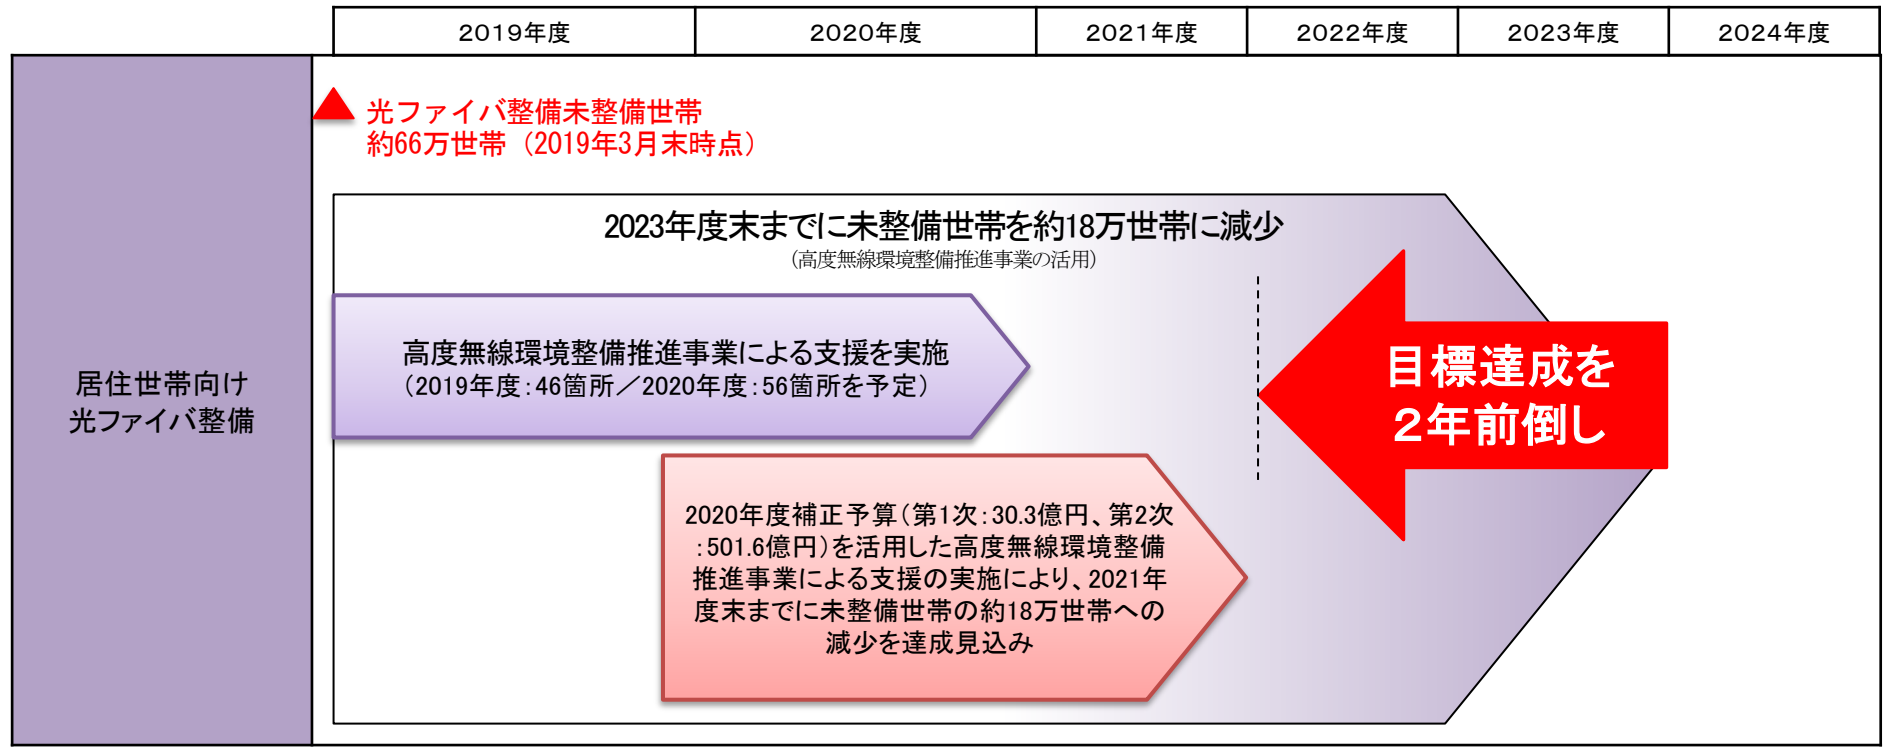 2019年度
2020年度
2021年度
2022年度
2023年度
2024年度
居住世帯向け
光ファイバ整備
光ファイバ整備未整備世帯
約66万世帯（2019年3月末時点）
2023年度末までに未整備世帯を約18万世帯に減少
（高度無線環境整備推進事業の活用）
高度無線環境整備推進事業による支援を実施
（2019年度：46箇所／2020年度：56箇所を予定）
目標達成を
２年前倒し
2020年度補正予算（第1次：30.3億円、第2次
：501.6億円）を活用した高度無線環境整備
推進事業による支援の実施により、2021年
度末までに未整備世帯の約18万世帯への
減少を達成見込み